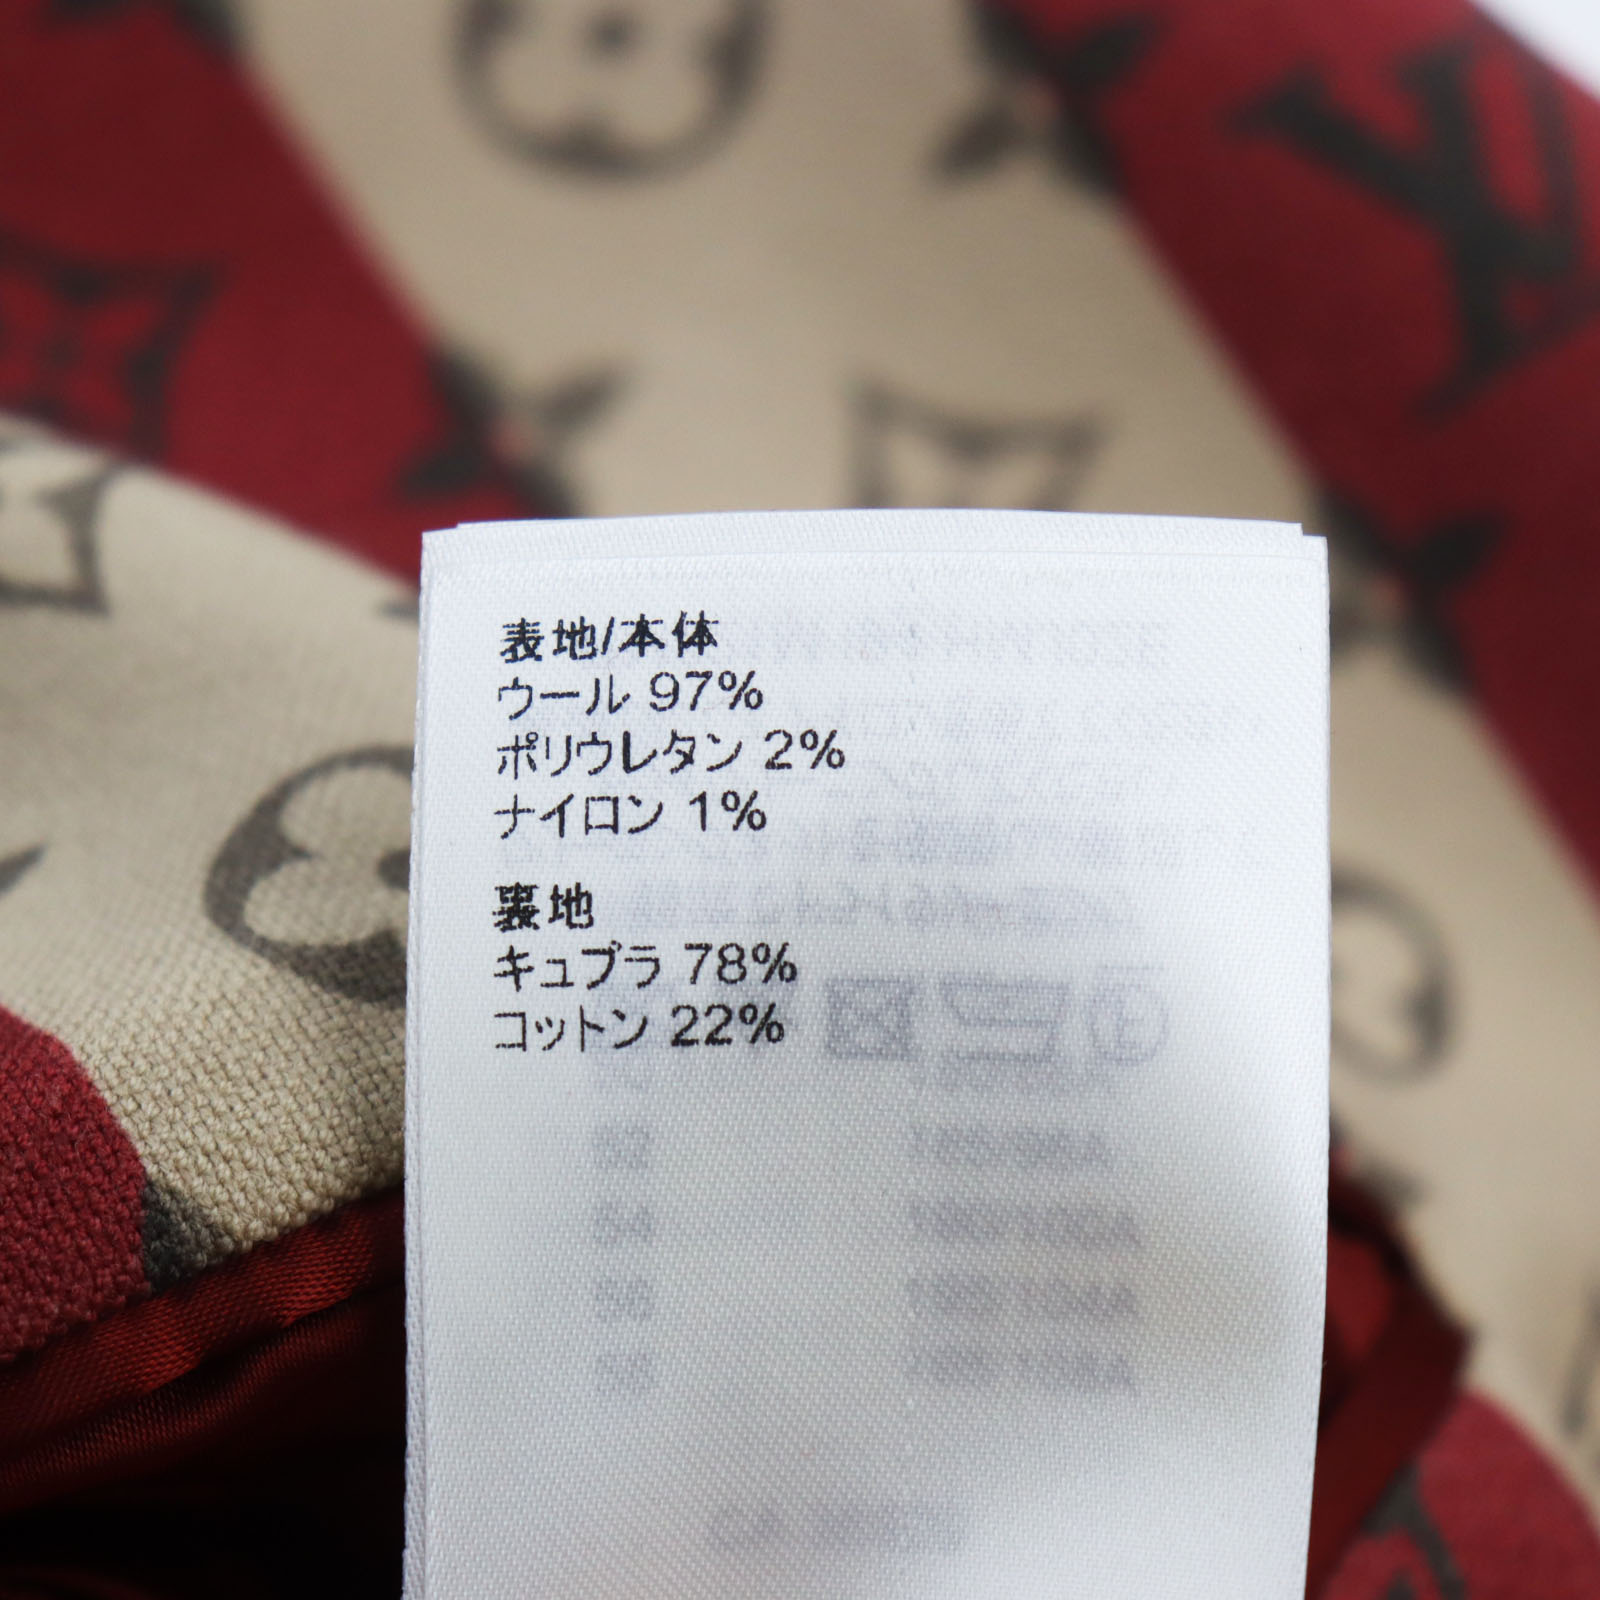 表地/本体
ウール 97%
ポリウレタン 2%
ナイロン 1%
裏地
キュプラ 78%
コットン 22%